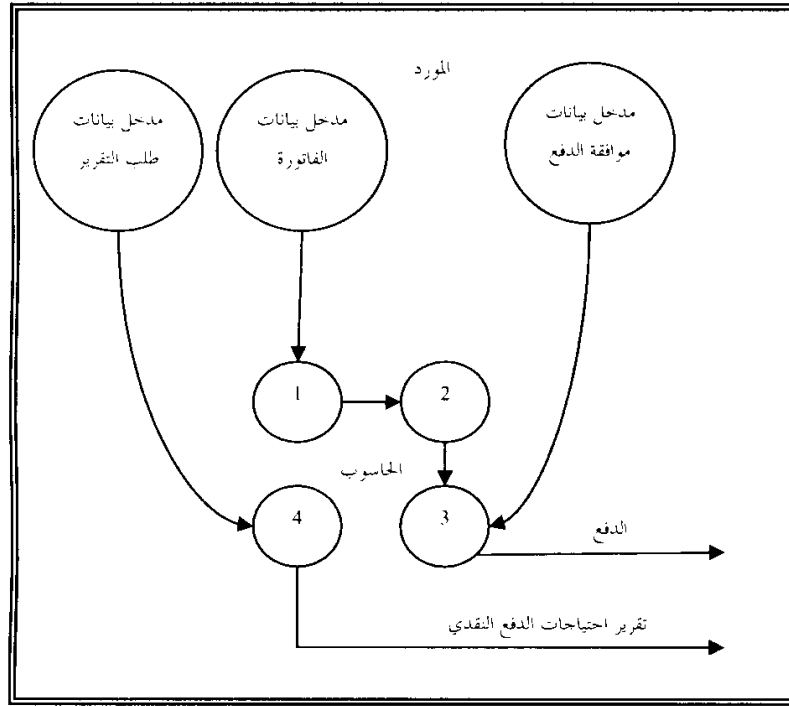 المورد
مدخل بيانات
موافقة الدفع
مدخل بيانات
الفاتورة
مدخل بيانات
طلب التقرير
1
2
الحاسوب
3
4
الدفع
تقرير احتياجات الدفع النقدي